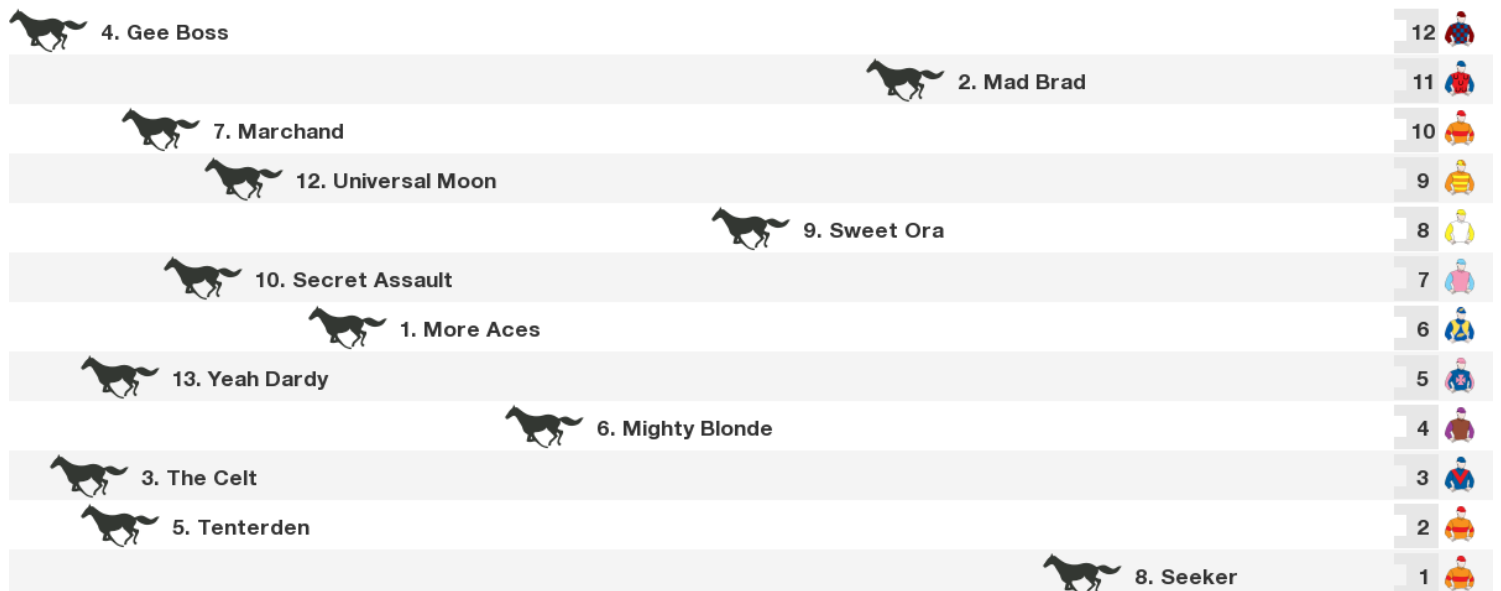 4. Gee Boss 12
2. Mad Brad 11
7. Marchand 10
12. Universal Moon 9
9. Sweet Ora 8
10. Secret Assault 7
1. More Aces 6
13. Yeah Dardy 5
6. Mighty Blonde 4
3. The Celt 3
5. Tenterden 2
8. Seeker 1